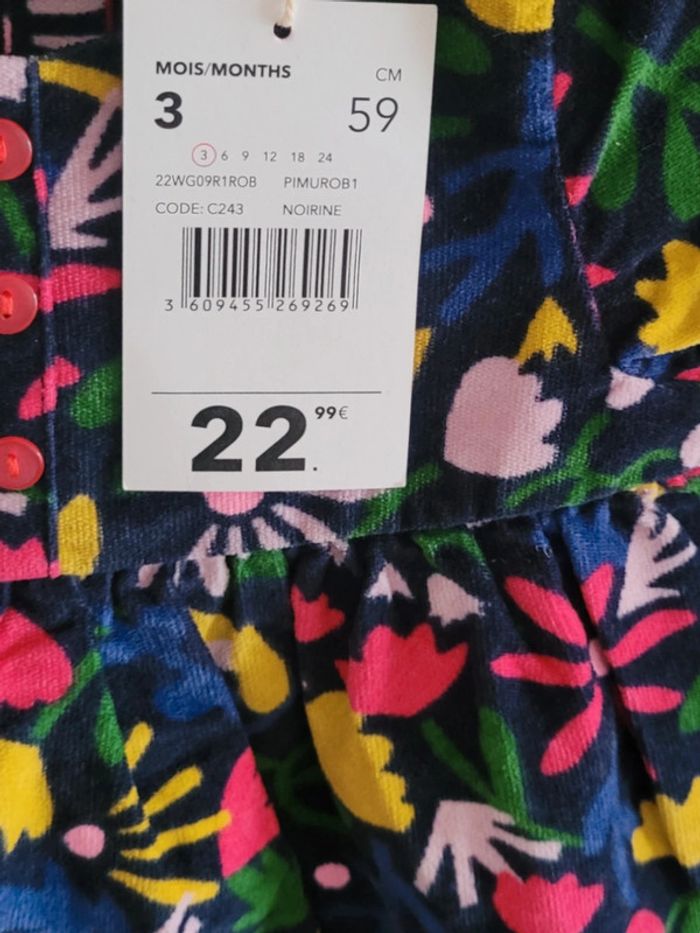 MOIS/MONTHS CM
3 59
3 6 9 12 18 24
22WG09R1ROB PIMUROB1
CODE: C243 NOIRINE
3 609455 269269
22.99€